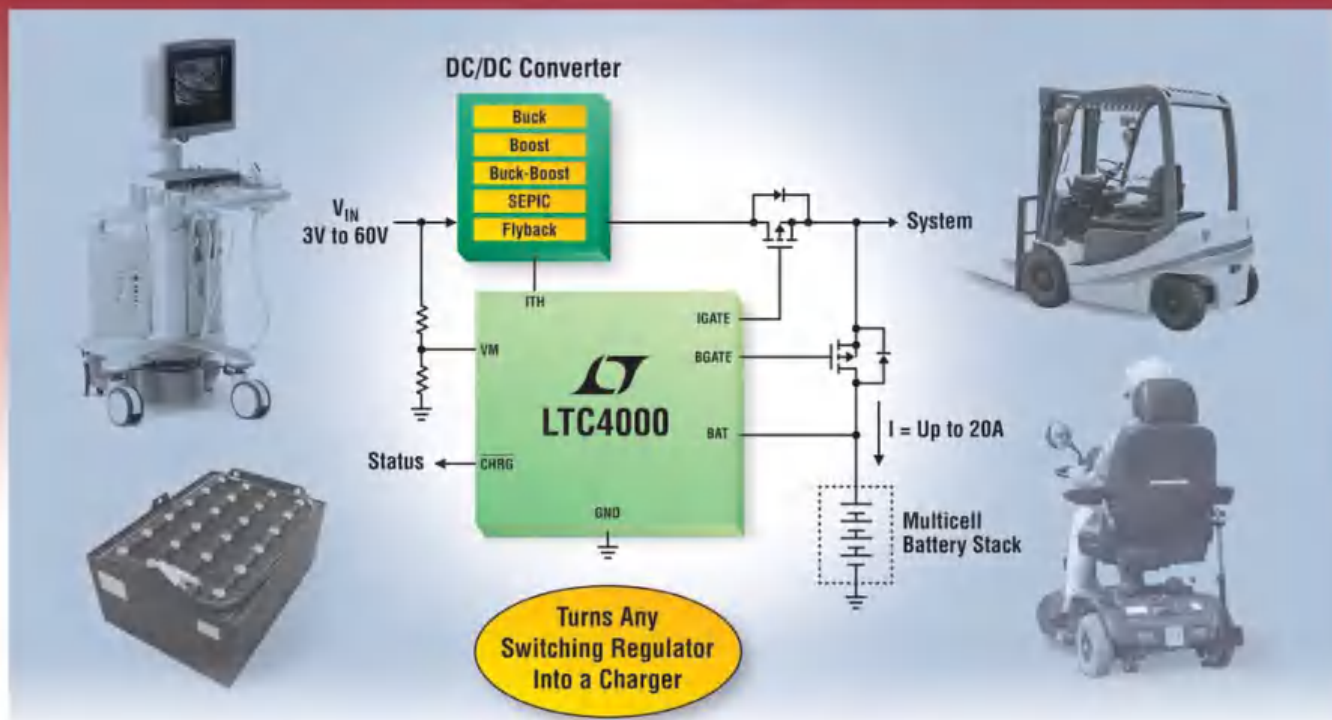 DC/DC Converter
Buck
Boost
Buck-Boost
SEPIC
Flyback
VIN
3V to 60V
System
ITH
IGATE
VM
BGATE
LTC4000
BAT
I = Up to 20A
Status
CHRG
GND
Multicell
Battery Stack
Turns Any
Switching Regulator
Into a Charger